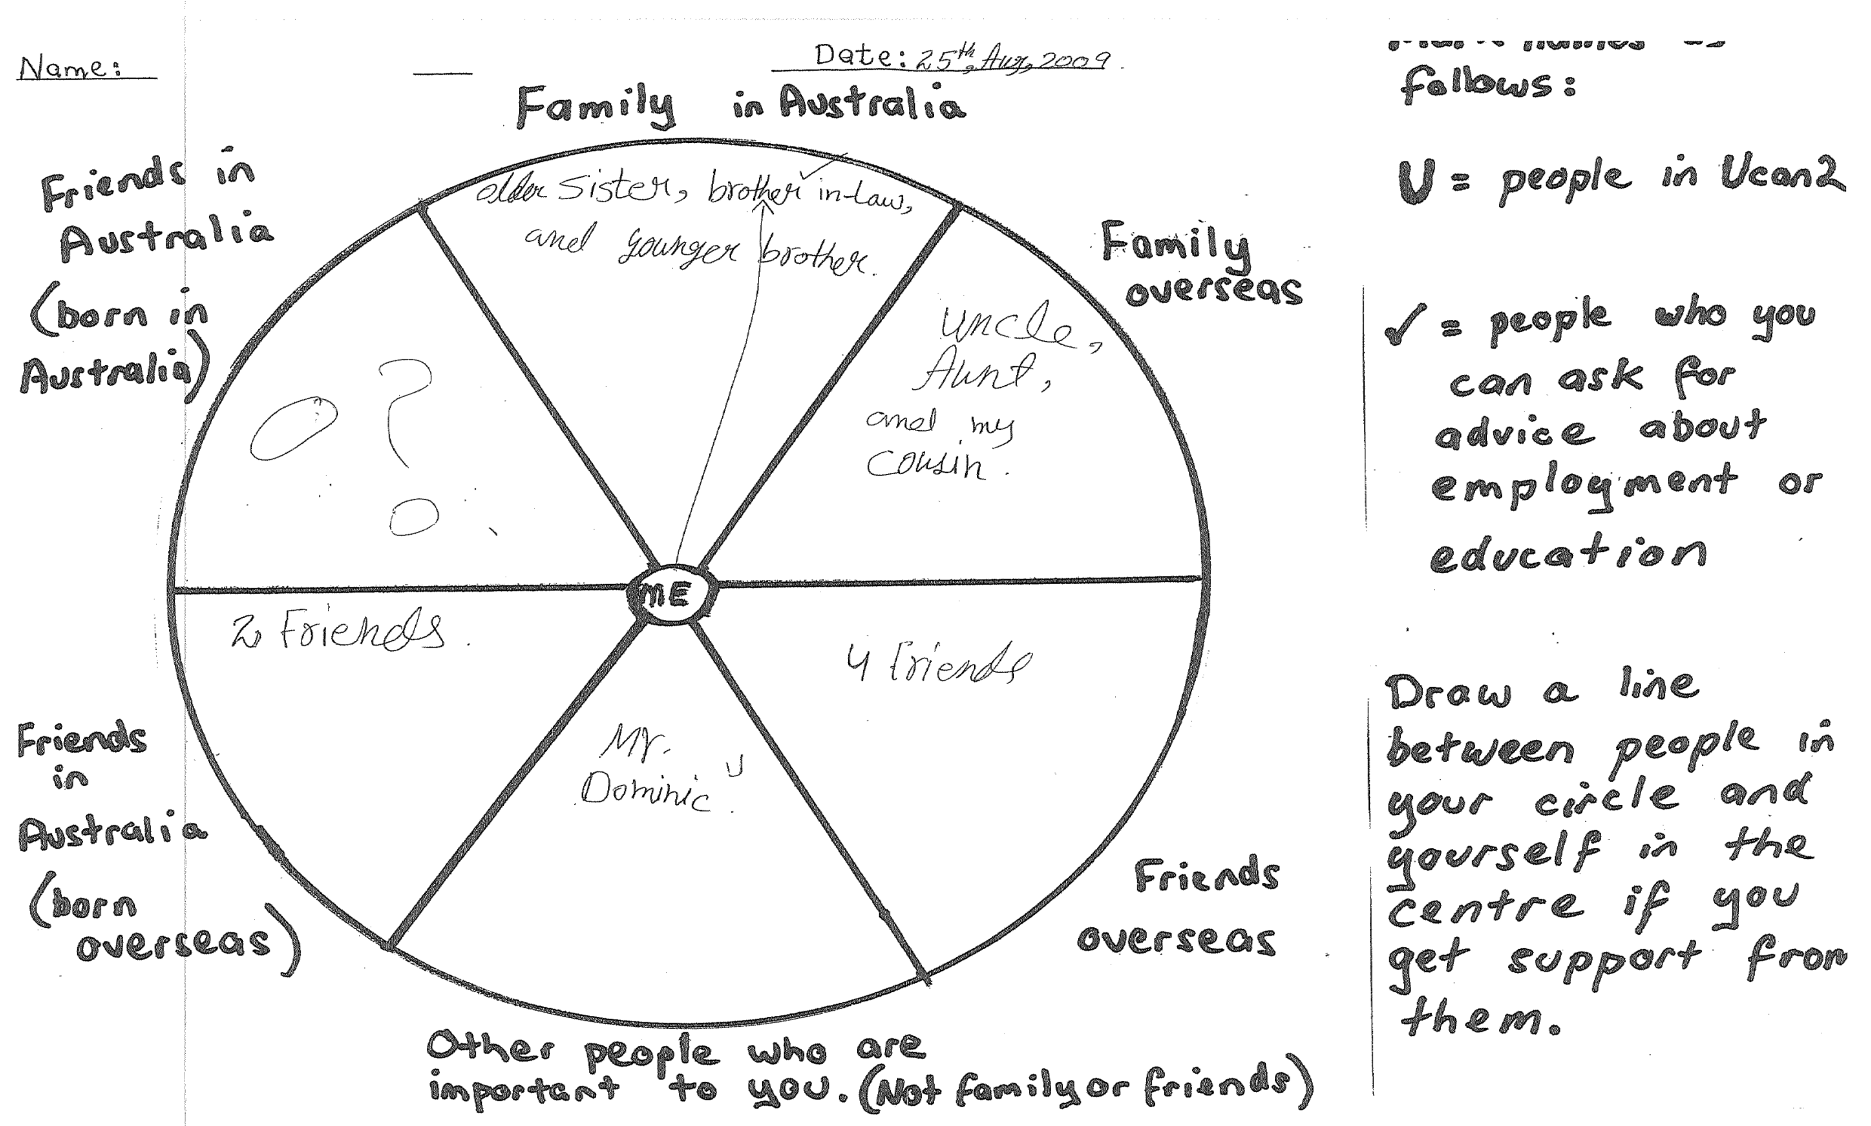 Name:
Date: 25th, Aug, 2009.
Family in Australia
older sister, brother in-law,
and younger brother.
Family
overseas
uncle,
Aunt,
and my
cousin.
Friends in
Australia
(born in
Australia)
0 ?
ME
2 Friends.
4 Friends
Mr.
Dominic U
Friends
in
Australia
(born
overseas)
Friends
overseas
Other people who are
important to you. (Not family or friends)
follows:
U = people in Ucan2
✓ = people who you
can ask for
advice about
employment or
education
Draw a line
between people in
your circle and
yourself in the
centre if you
get support from
them.